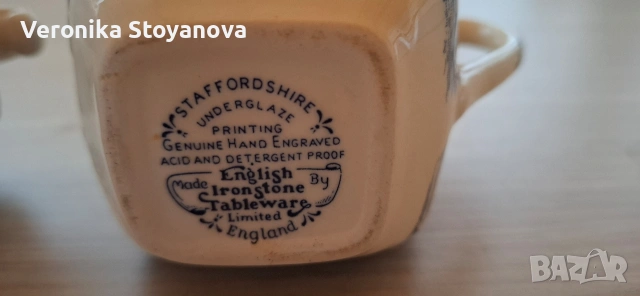 Veronika Stoyanova
STAFFORDSHIRE
UNDERGLAZE
PRINTING
GENUINE HAND ENGRAVED
ACID AND DETERGENT PROOF
Made English By
Ironstone
Tableware
Limited
England
BAZAR.bg